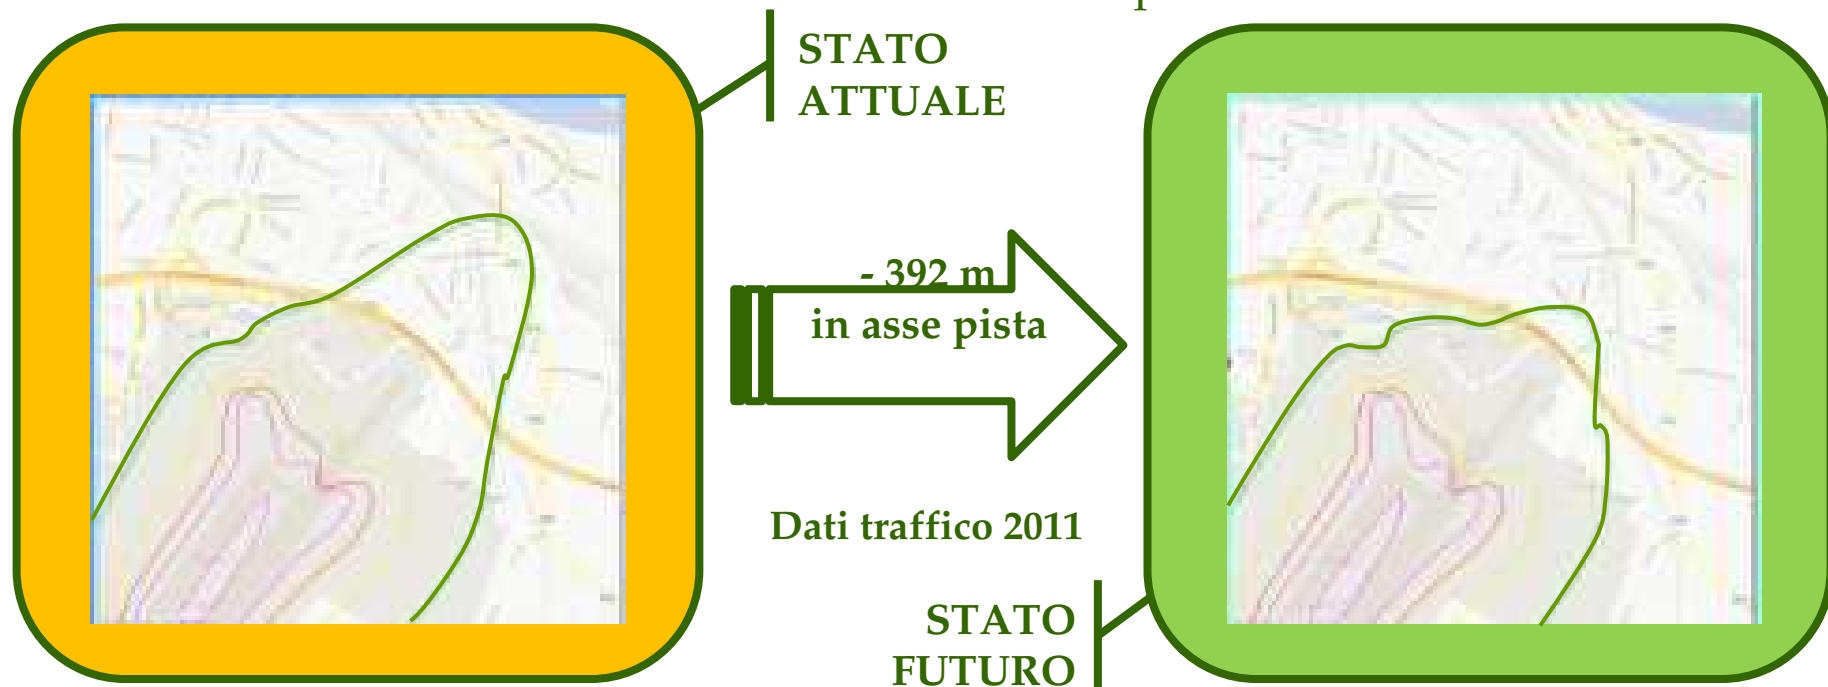 STATO
ATTUALE
- 392 m
in asse pista
Dati traffico 2011
STATO
FUTURO